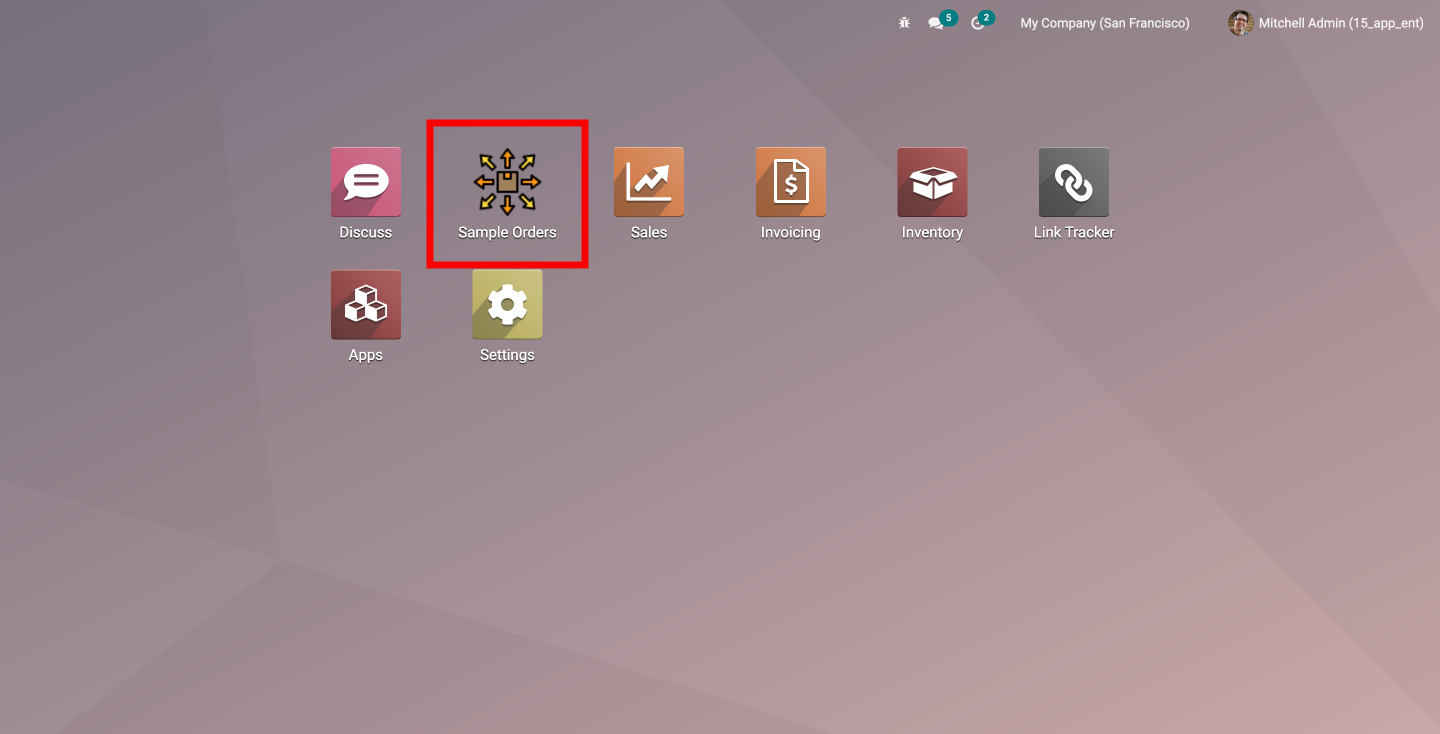 5
2
My Company (San Francisco)
Mitchell Admin (15_app_ent)
Discuss
Sample Orders
Sales
$
Invoicing
Inventory
Link Tracker
Apps
Settings